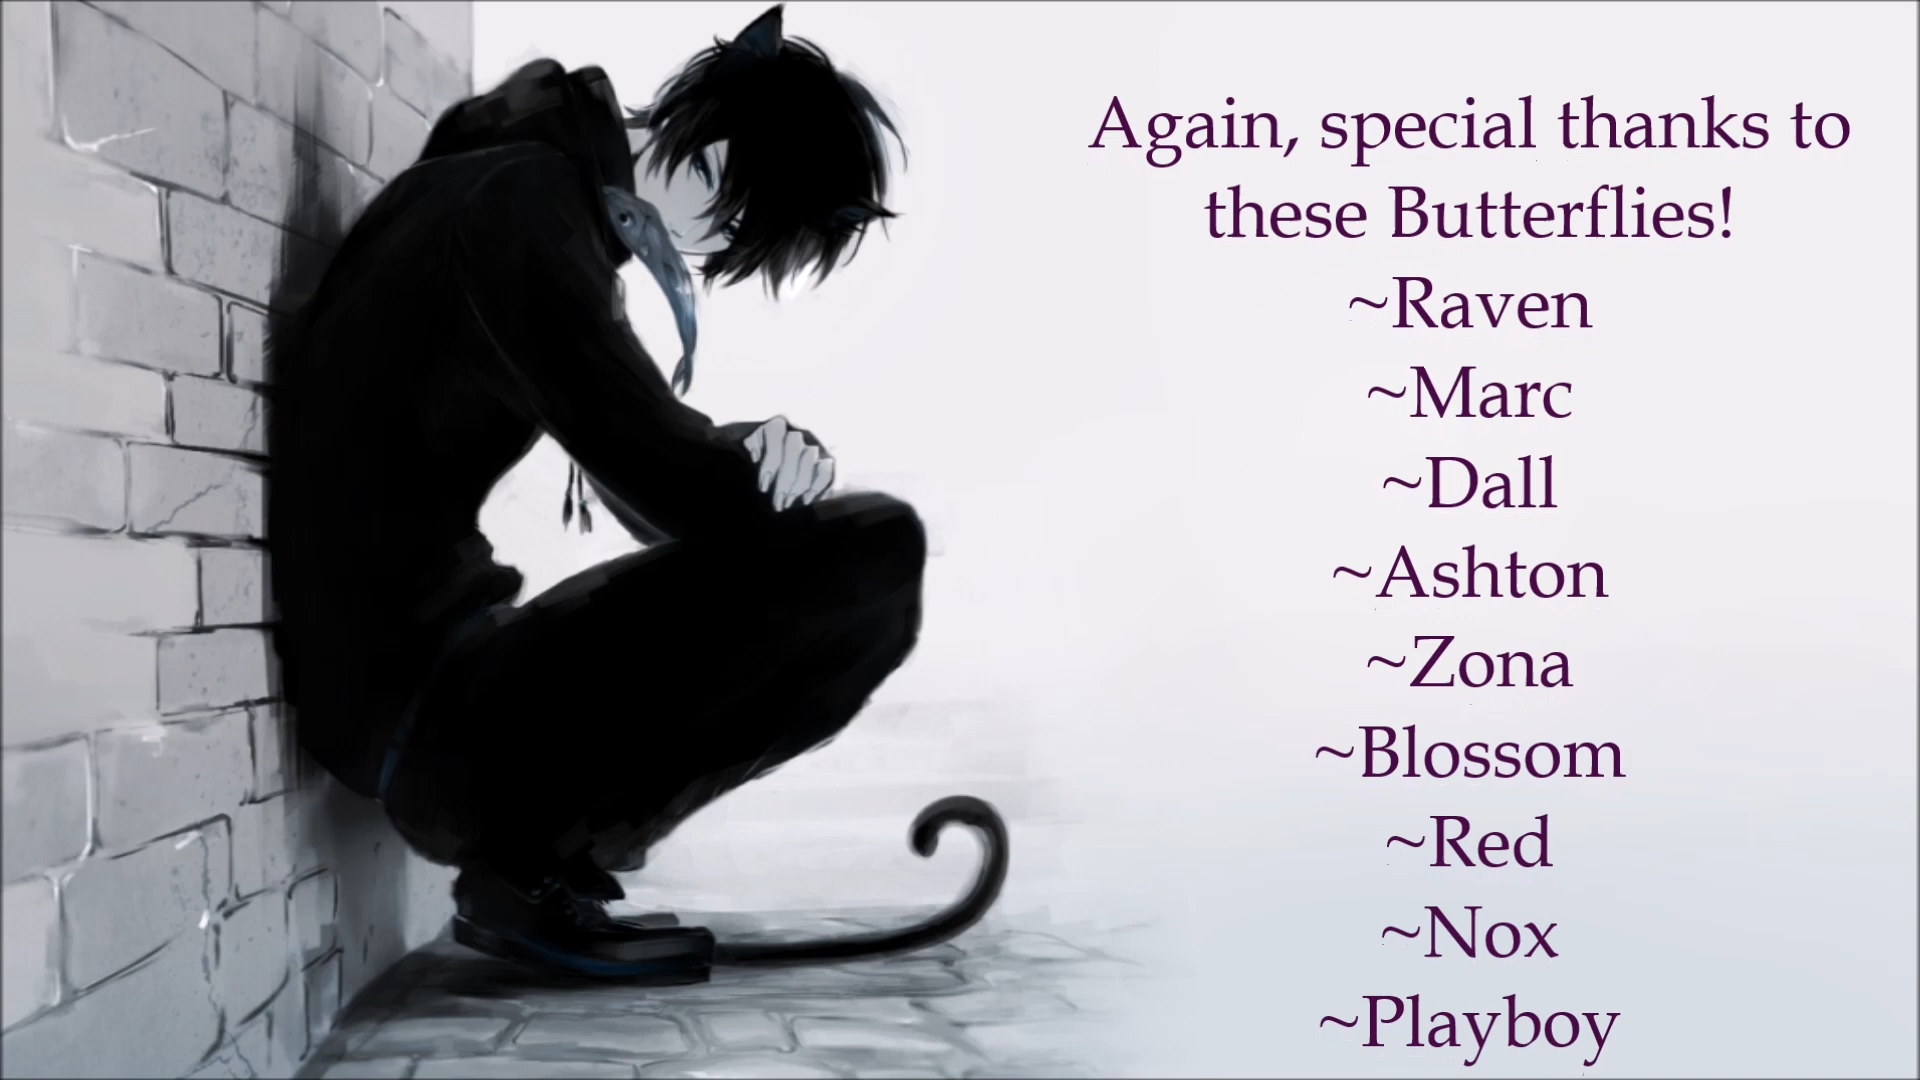 Again, special thanks to
these Butterflies!
~Raven
~Marc
~Dall
~Ashton
~Zona
~Blossom
~Red
~Nox
~Playboy